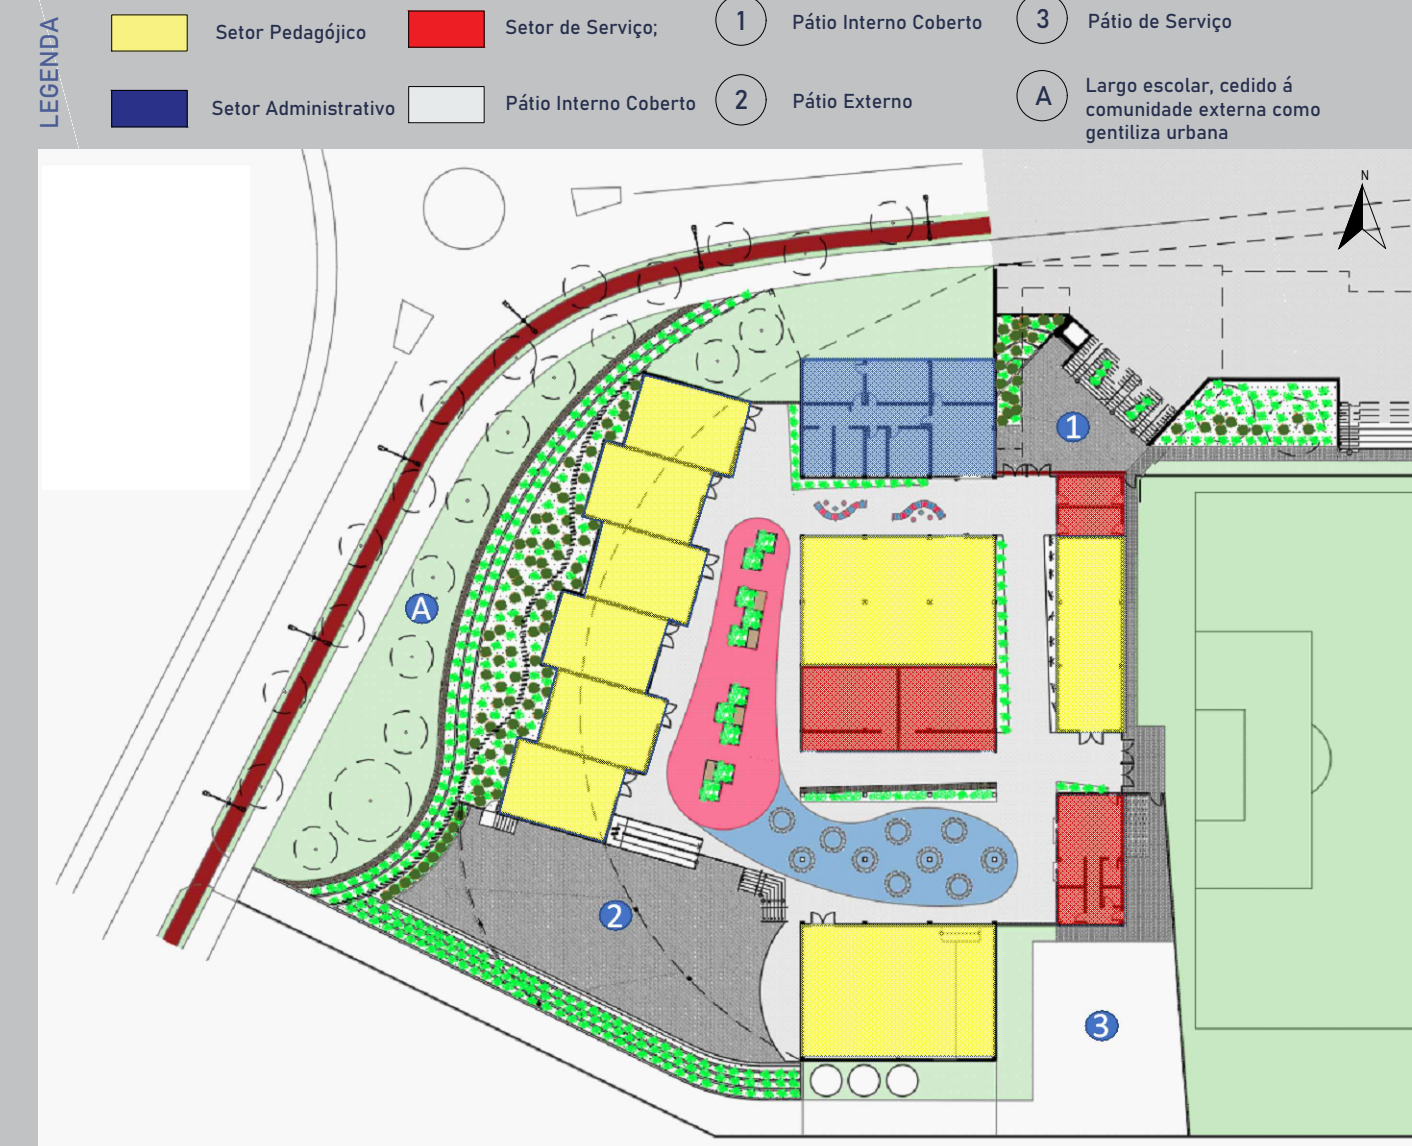 LEGENDA
Setor Pedagójico
Setor de Serviço;
1
Pátio Interno Coberto
3
Pátio de Serviço
Setor Administrativo
Pátio Interno Coberto
2
Pátio Externo
A
Largo escolar, cedido á
comunidade externa como
gentiliza urbana
N
1
A
2
3